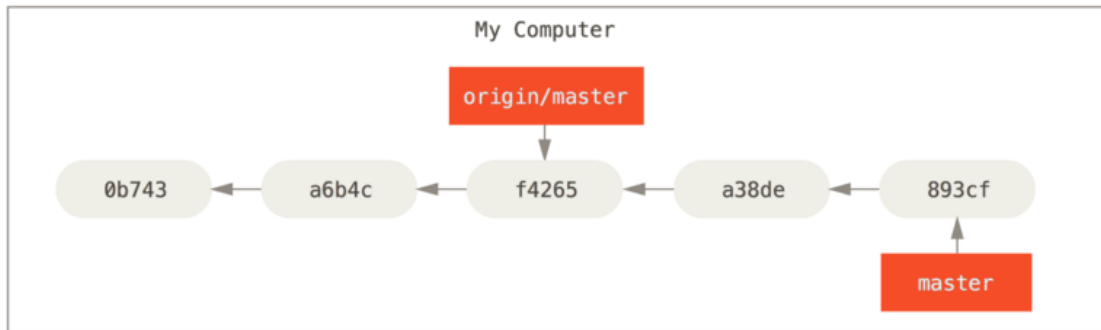 My Computer
origin/master
0b743
a6b4c
f4265
a38de
893cf
master